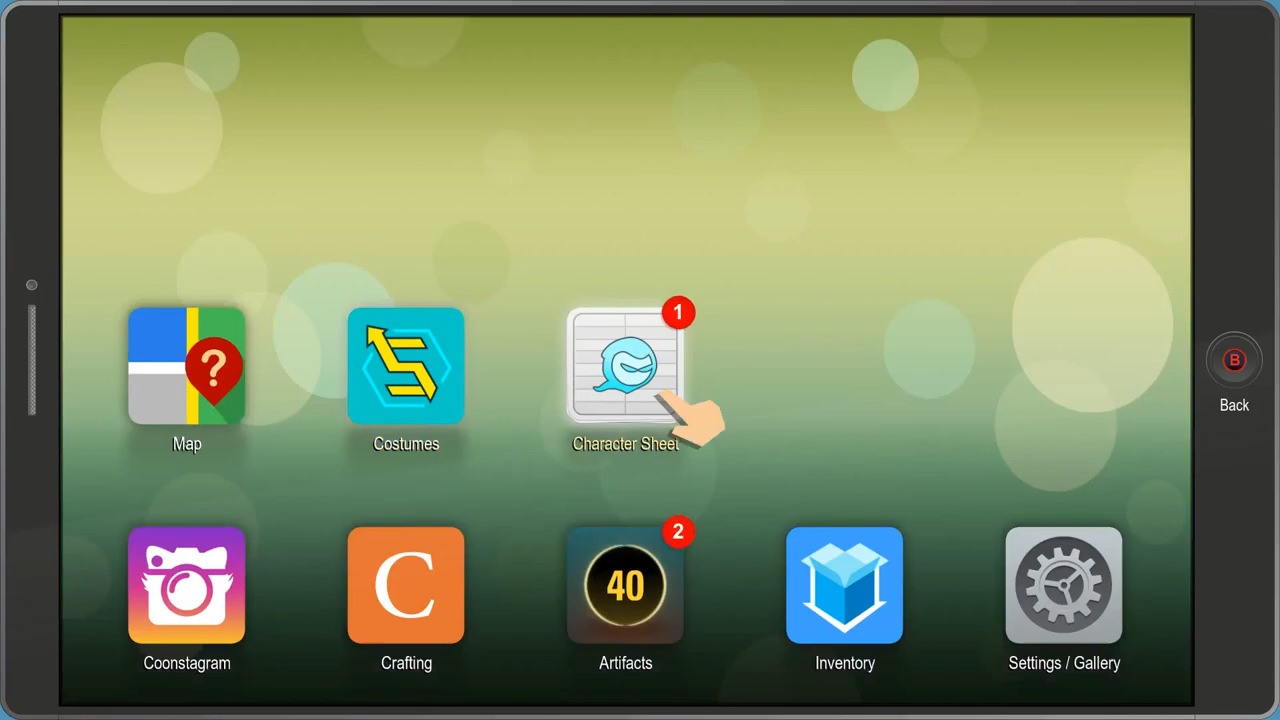 1
?
Map
Costumes
Character Sheet
B
Back
2
C
40
Coonstagram
Crafting
Artifacts
Inventory
Settings / Gallery